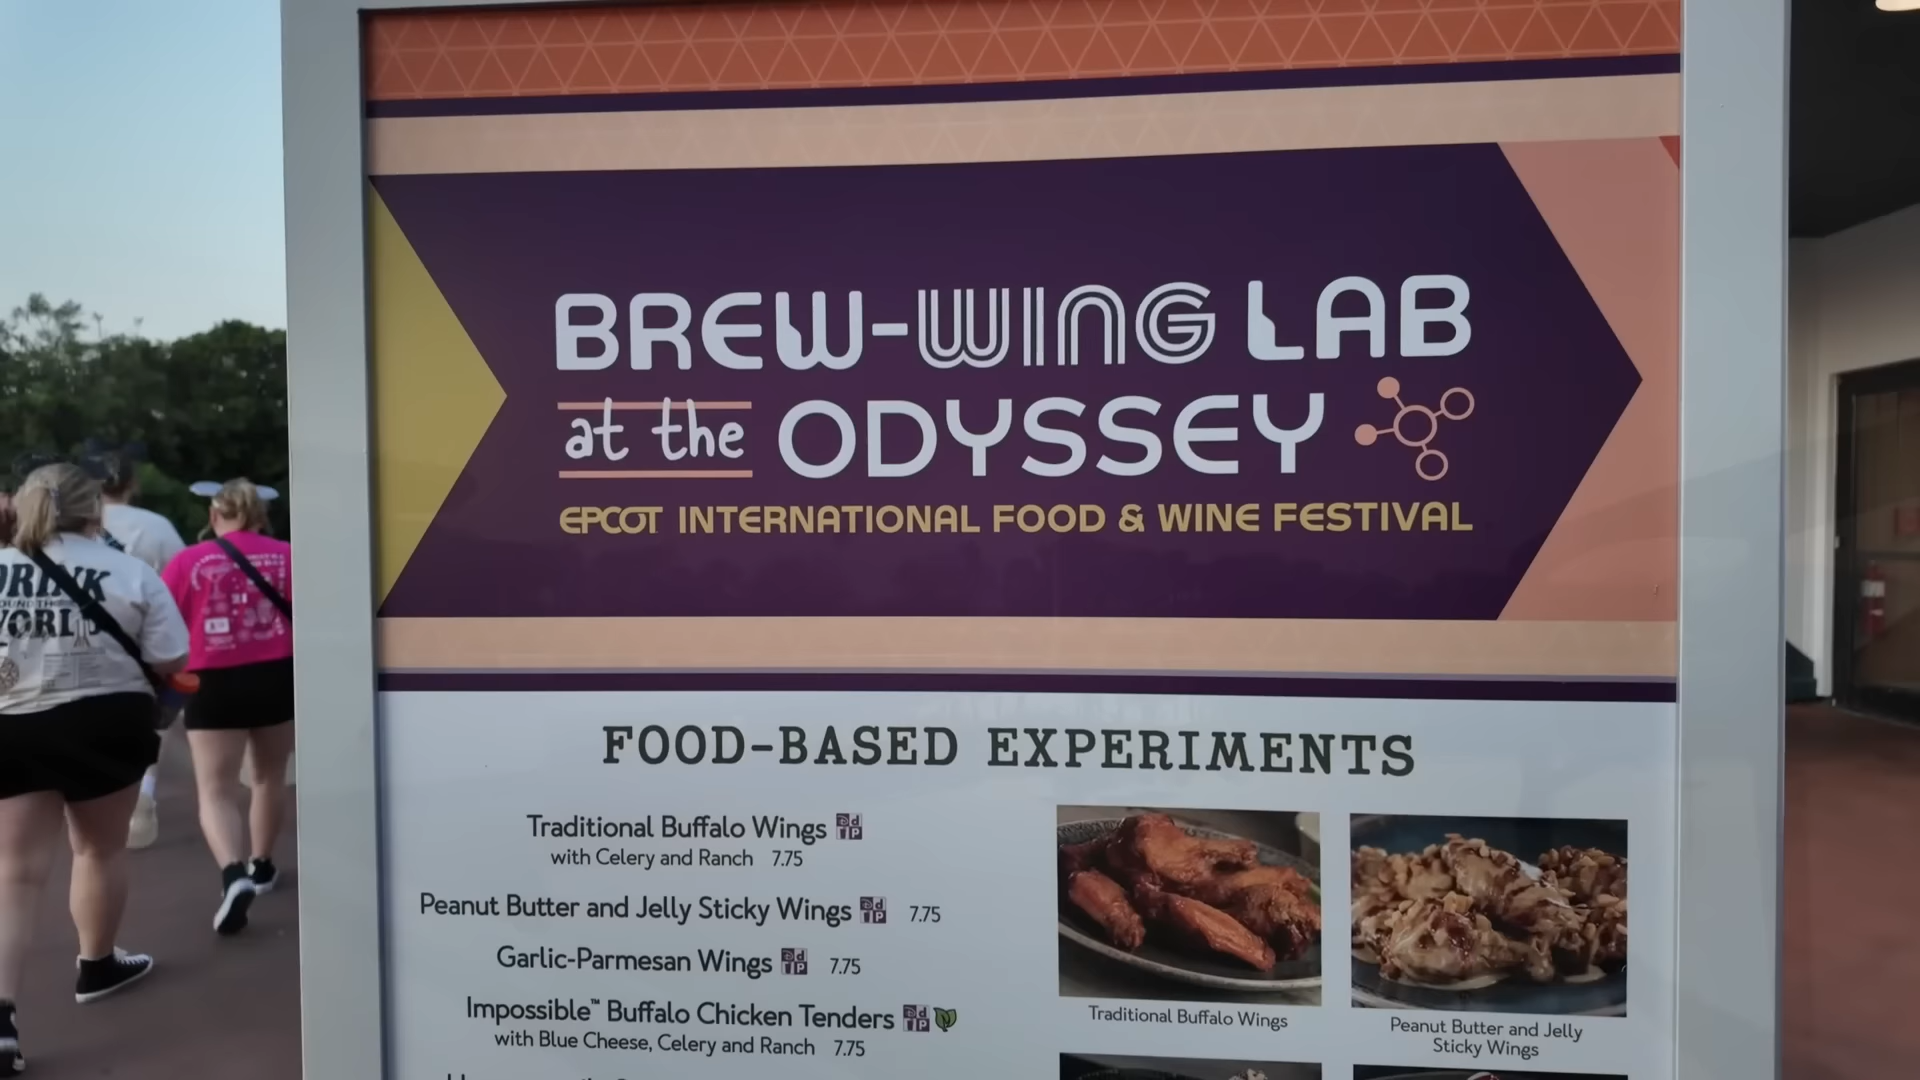 BREW-WING LAB
at the ODYSSEY
EPCOT INTERNATIONAL FOOD & WINE FESTIVAL
FOOD-BASED EXPERIMENTS
Traditional Buffalo Wings
with Celery and Ranch 7.75
Peanut Butter and Jelly Sticky Wings 7.75
Garlic-Parmesan Wings 7.75
Impossible™ Buffalo Chicken Tenders
with Blue Cheese, Celery and Ranch 7.75
Traditional Buffalo Wings
Peanut Butter and Jelly
Sticky Wings
DRINK
WORLD